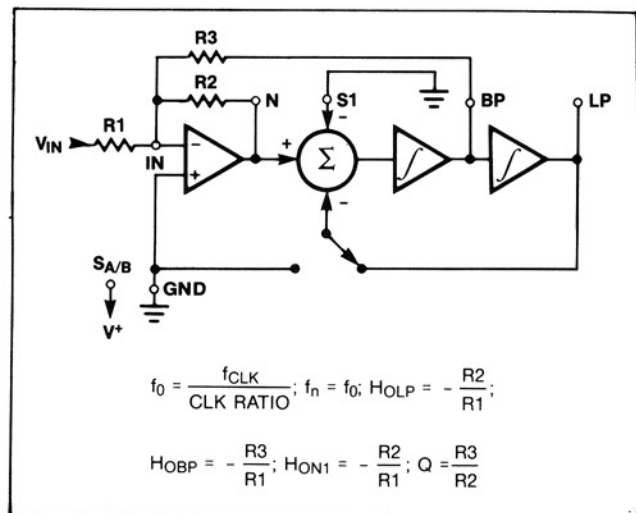 R3
R2
N
S1
BP
LP
VIN
R1
IN
−
+
+
Σ
−
∫
∫
−
SA/B
GND
V+
f0 = fCLK / CLK RATIO; fn = f0; HOLP = − R2 / R1;
HOBP = − R3 / R1; HON1 = − R2 / R1; Q = R3 / R2